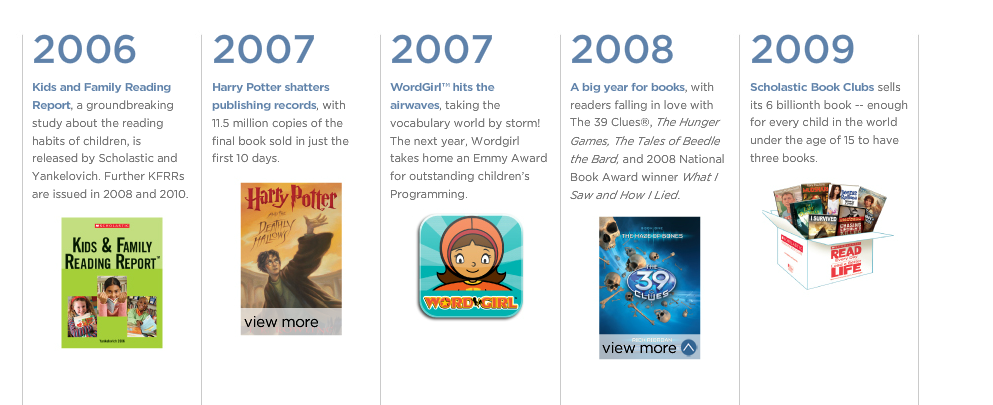 2006
Kids and Family Reading
Report, a groundbreaking
study about the reading
habits of children, is
released by Scholastic and
Yankelovich. Further KFRRs
are issued in 2008 and 2010.
SCHOLASTIC
KIDS & FAMILY
READING REPORT™
Yankelovich 2006
2007
Harry Potter shatters
publishing records, with
11.5 million copies of the
final book sold in just the
first 10 days.
Harry Potter
and the
Deathly
Hallows
view more
2007
WordGirl™ hits the
airwaves, taking the
vocabulary world by storm!
The next year, Wordgirl
takes home an Emmy Award
for outstanding children's
Programming.
WORDGIRL
2008
A big year for books, with
readers falling in love with
The 39 Clues®, The Hunger
Games, The Tales of Beedle
the Bard, and 2008 National
Book Award winner What I
Saw and How I Lied.
BOOK ONE
THE MAZE OF BONES
THE
39
CLUES
view more
2009
Scholastic Book Clubs sells
its 6 billionth book -- enough
for every child in the world
under the age of 15 to have
three books.
I SURVIVED
READ
LIFE